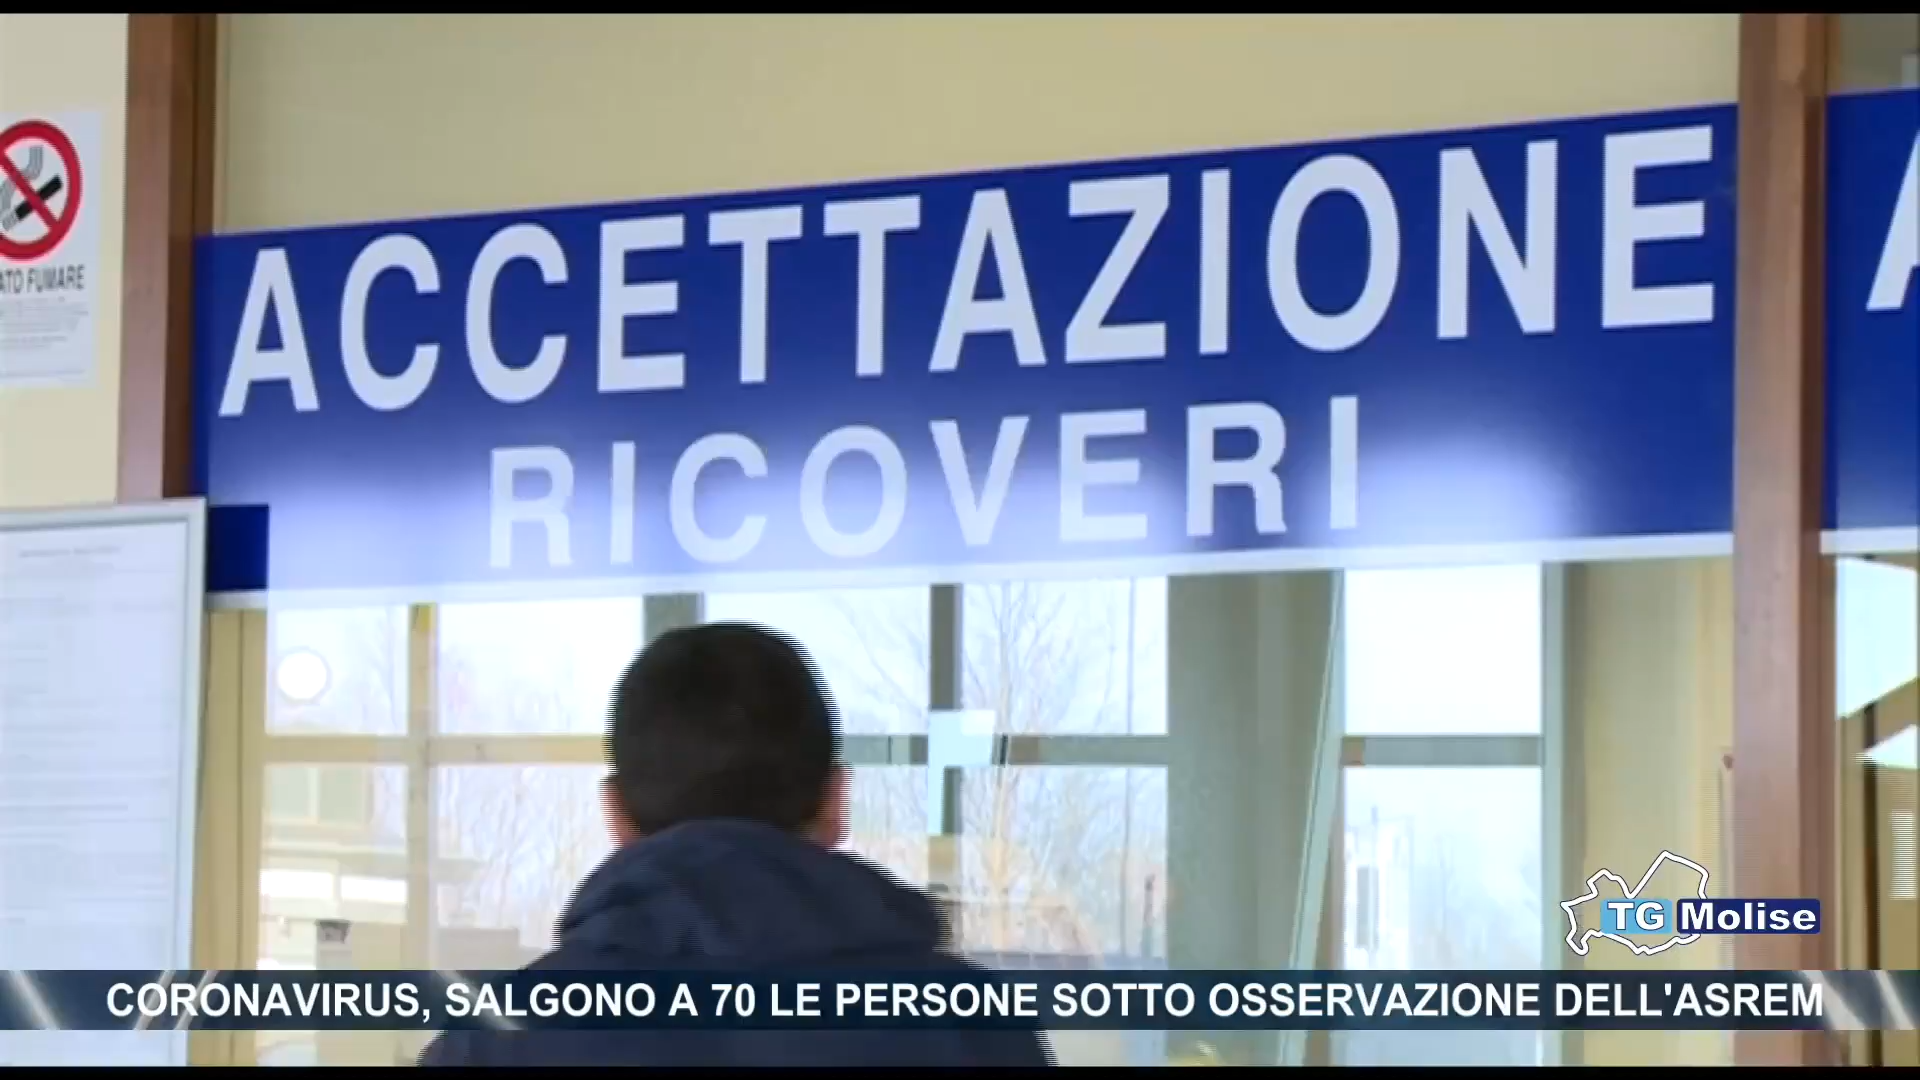 ATO FUMARE
ACCETTAZIONE
RICOVERI
A
TG Molise
CORONAVIRUS, SALGONO A 70 LE PERSONE SOTTO OSSERVAZIONE DELL'ASREM